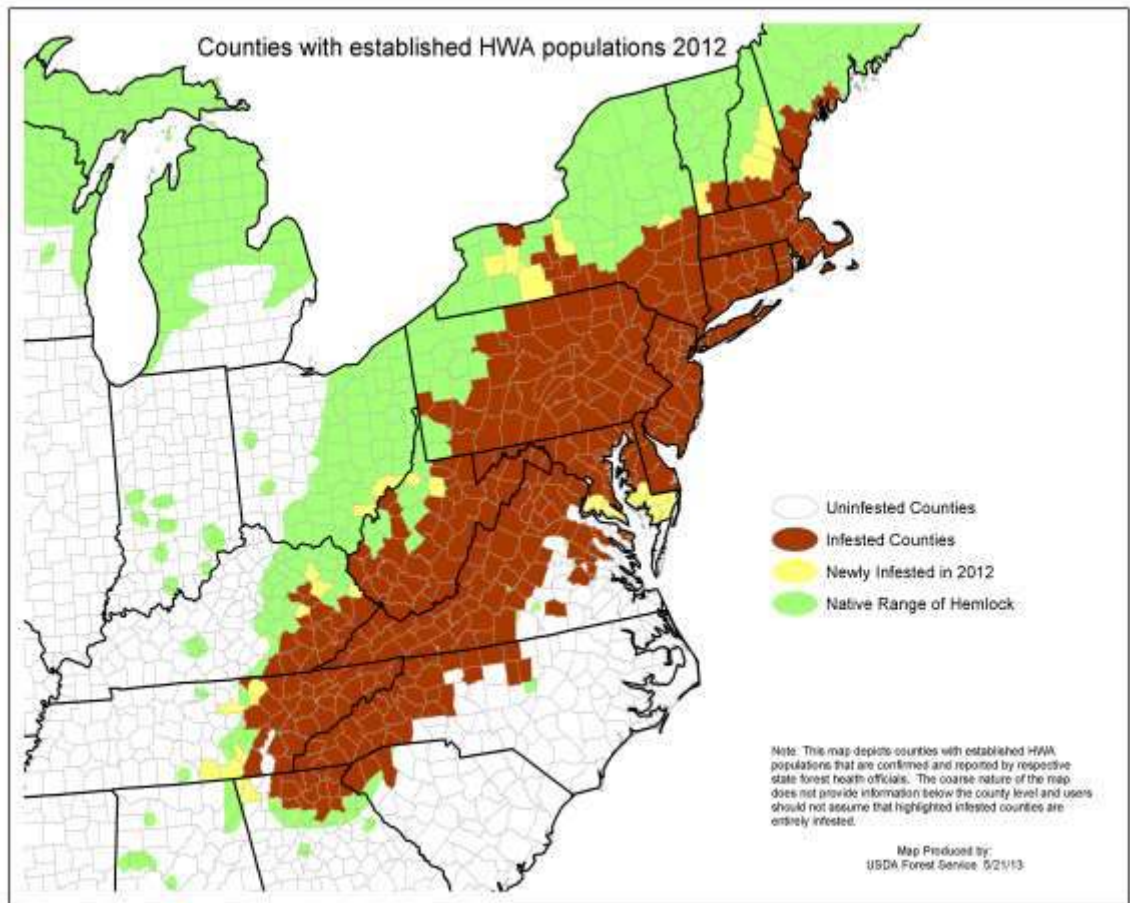 Counties with established HWA populations 2012
Uninfested Counties
Infested Counties
Newly Infested in 2012
Native Range of Hemlock
Note: This map depicts counties with established HWA
populations that are confirmed and reported by respective
state forest health officials. The coarse nature of the map
does not provide information below the county level and users
should not assume that highlighted infested counties are
entirely infested.
Map Produced by:
USDA Forest Service 5/21/13